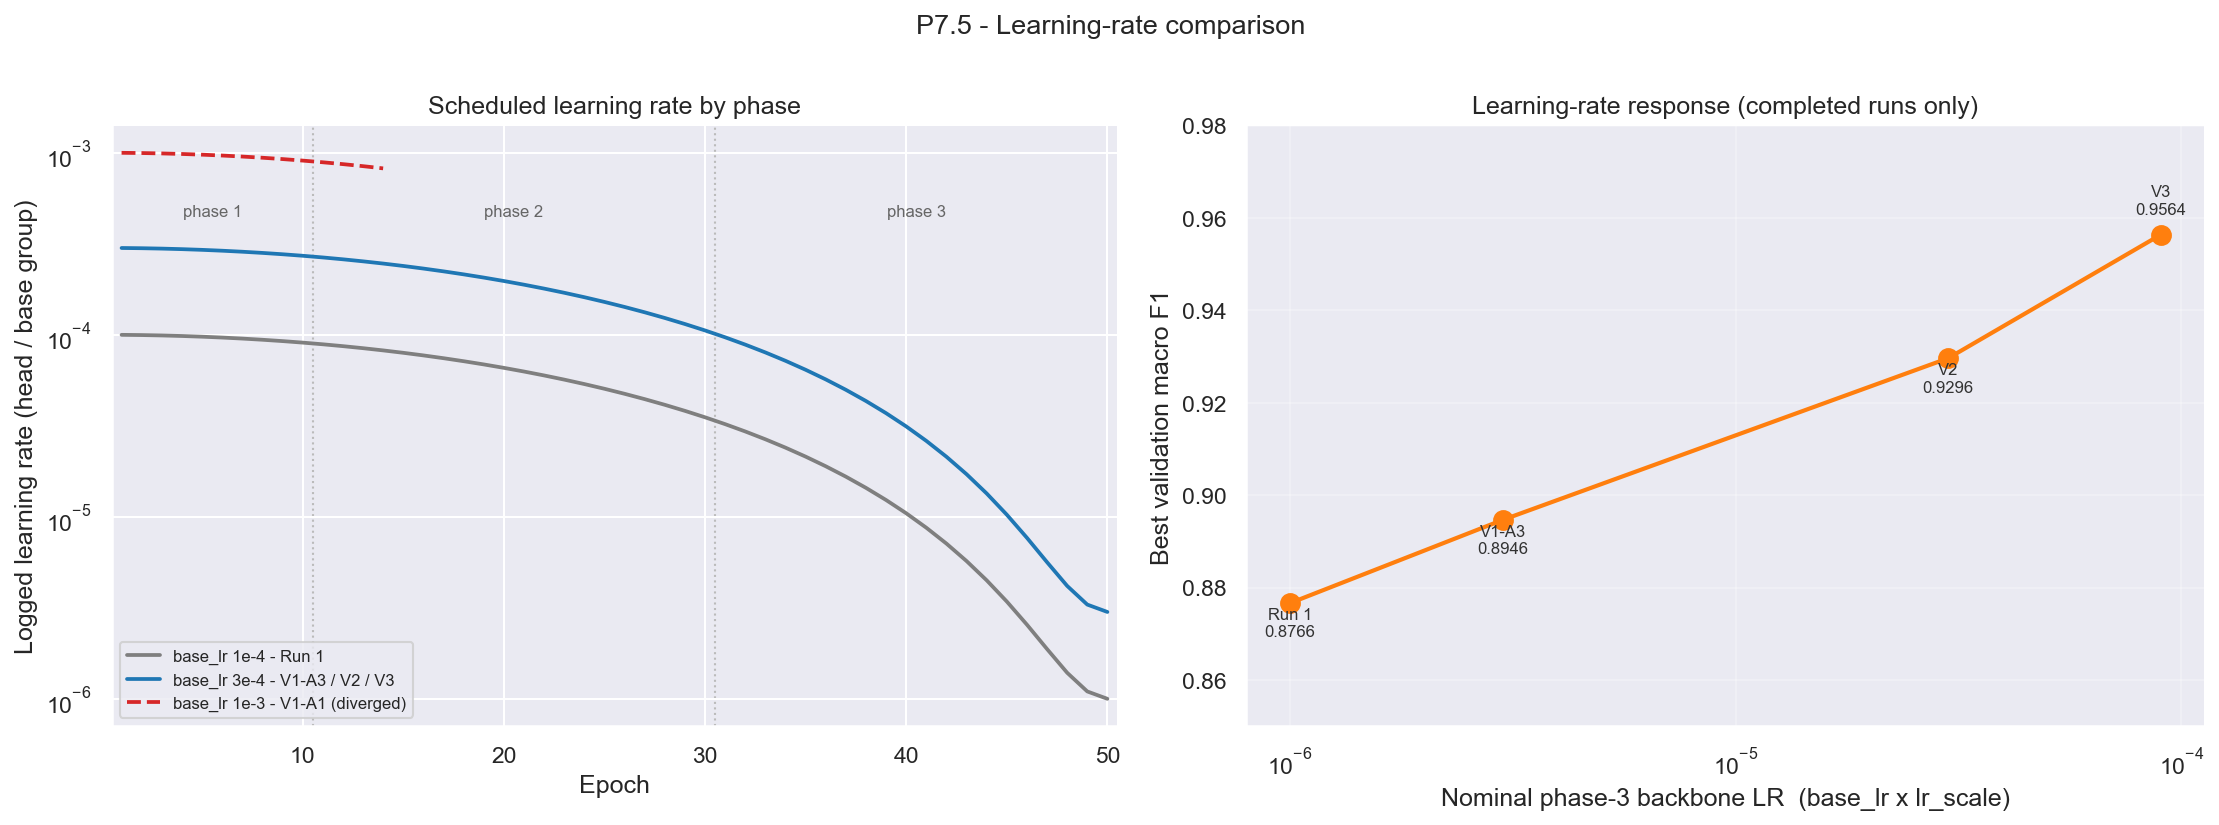 P7.5 - Learning-rate comparison
Scheduled learning rate by phase
Logged learning rate (head / base group)
10⁻³
10⁻⁴
10⁻⁵
10⁻⁶
phase 1
phase 2
phase 3
base_lr 1e-4 - Run 1
base_lr 3e-4 - V1-A3 / V2 / V3
base_lr 1e-3 - V1-A1 (diverged)
10
20
30
40
50
Epoch
Learning-rate response (completed runs only)
Best validation macro F1
0.98
0.96
0.94
0.92
0.90
0.88
0.86
V3
0.9564
V2
0.9296
V1-A3
0.8946
Run 1
0.8766
10⁻⁶
10⁻⁵
10⁻⁴
Nominal phase-3 backbone LR (base_lr x lr_scale)